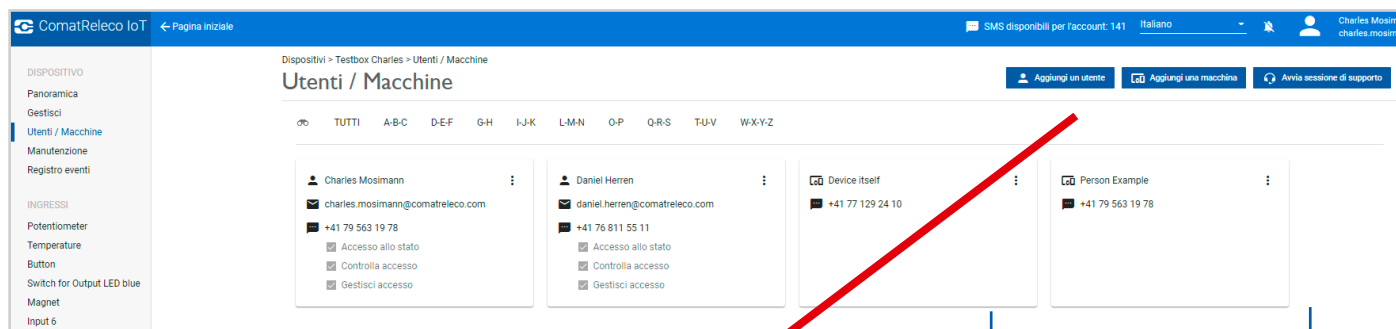 ComatReleco IoT
Pagina iniziale
SMS disponibili per l'account: 141
Italiano
Charles Mosim
charles.mosim
DISPOSITIVO
Panoramica
Gestisci
Utenti / Macchine
Manutenzione
Registro eventi
INGRESSI
Potentiometer
Temperature
Button
Switch for Output LED blue
Magnet
Input 6
Dispositivi > Testbox Charles > Utenti / Macchine
Utenti / Macchine
Aggiungi un utente
Aggiungi una macchina
Avvia sessione di supporto
TUTTI A-B-C D-E-F G-H I-J-K L-M-N O-P Q-R-S T-U-V W-X-Y-Z
Charles Mosimann
charles.mosimann@comatreleco.com
+41 79 563 19 78
Accesso allo stato
Controlla accesso
Gestisci accesso
Daniel Herren
daniel.herren@comatreleco.com
+41 76 811 55 11
Accesso allo stato
Controlla accesso
Gestisci accesso
Device itself
+41 77 129 24 10
Person Example
+41 79 563 19 78